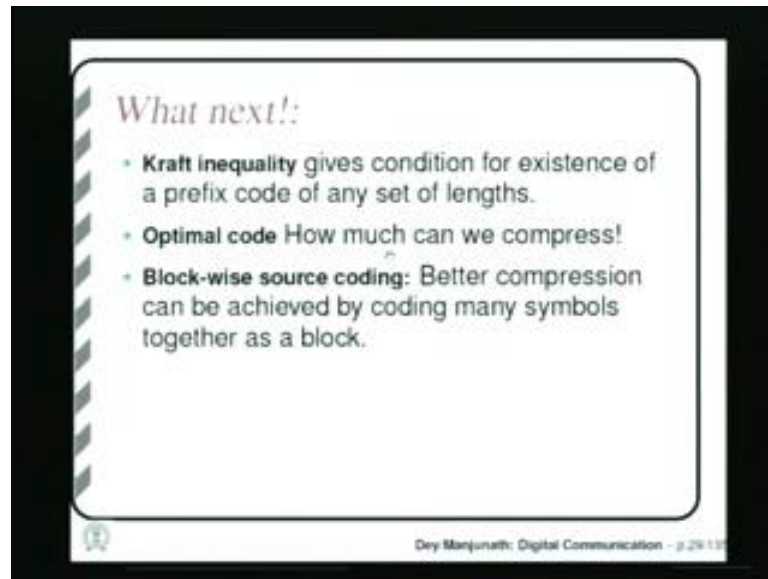 What next!:
• Kraft inequality gives condition for existence of
a prefix code of any set of lengths.
• Optimal code How much can we compress!
• Block-wise source coding: Better compression
can be achieved by coding many symbols
together as a block.
Dey Manjunath: Digital Communication - p.29/135